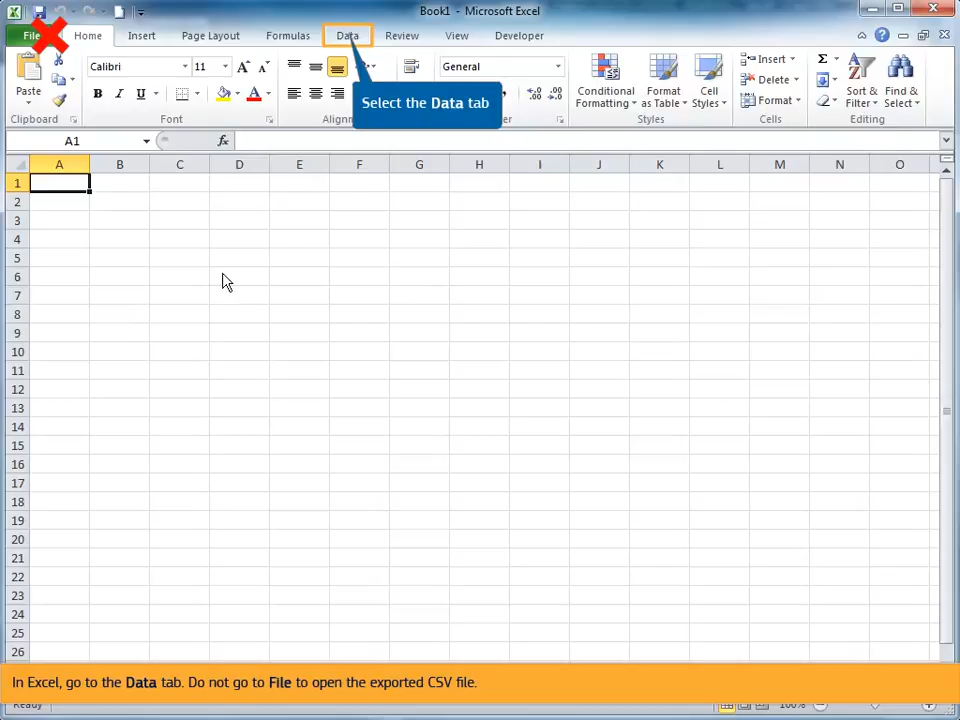 Book1 - Microsoft Excel
File Home Insert Page Layout Formulas Data Review View Developer
Select the Data tab
Calibri 11 General
Paste
B I U
Conditional Formatting
Format as Table
Cell Styles
Insert
Delete
Format
Sort & Filter
Find & Select
Clipboard Font Styles Cells Editing
A1 fx
A B C D E F G H I J K L M N O
1
2
3
4
5
6
7
8
9
10
11
12
13
14
15
16
17
18
19
20
21
22
23
24
25
26
In Excel, go to the Data tab. Do not go to File to open the exported CSV file.
Ready 100%